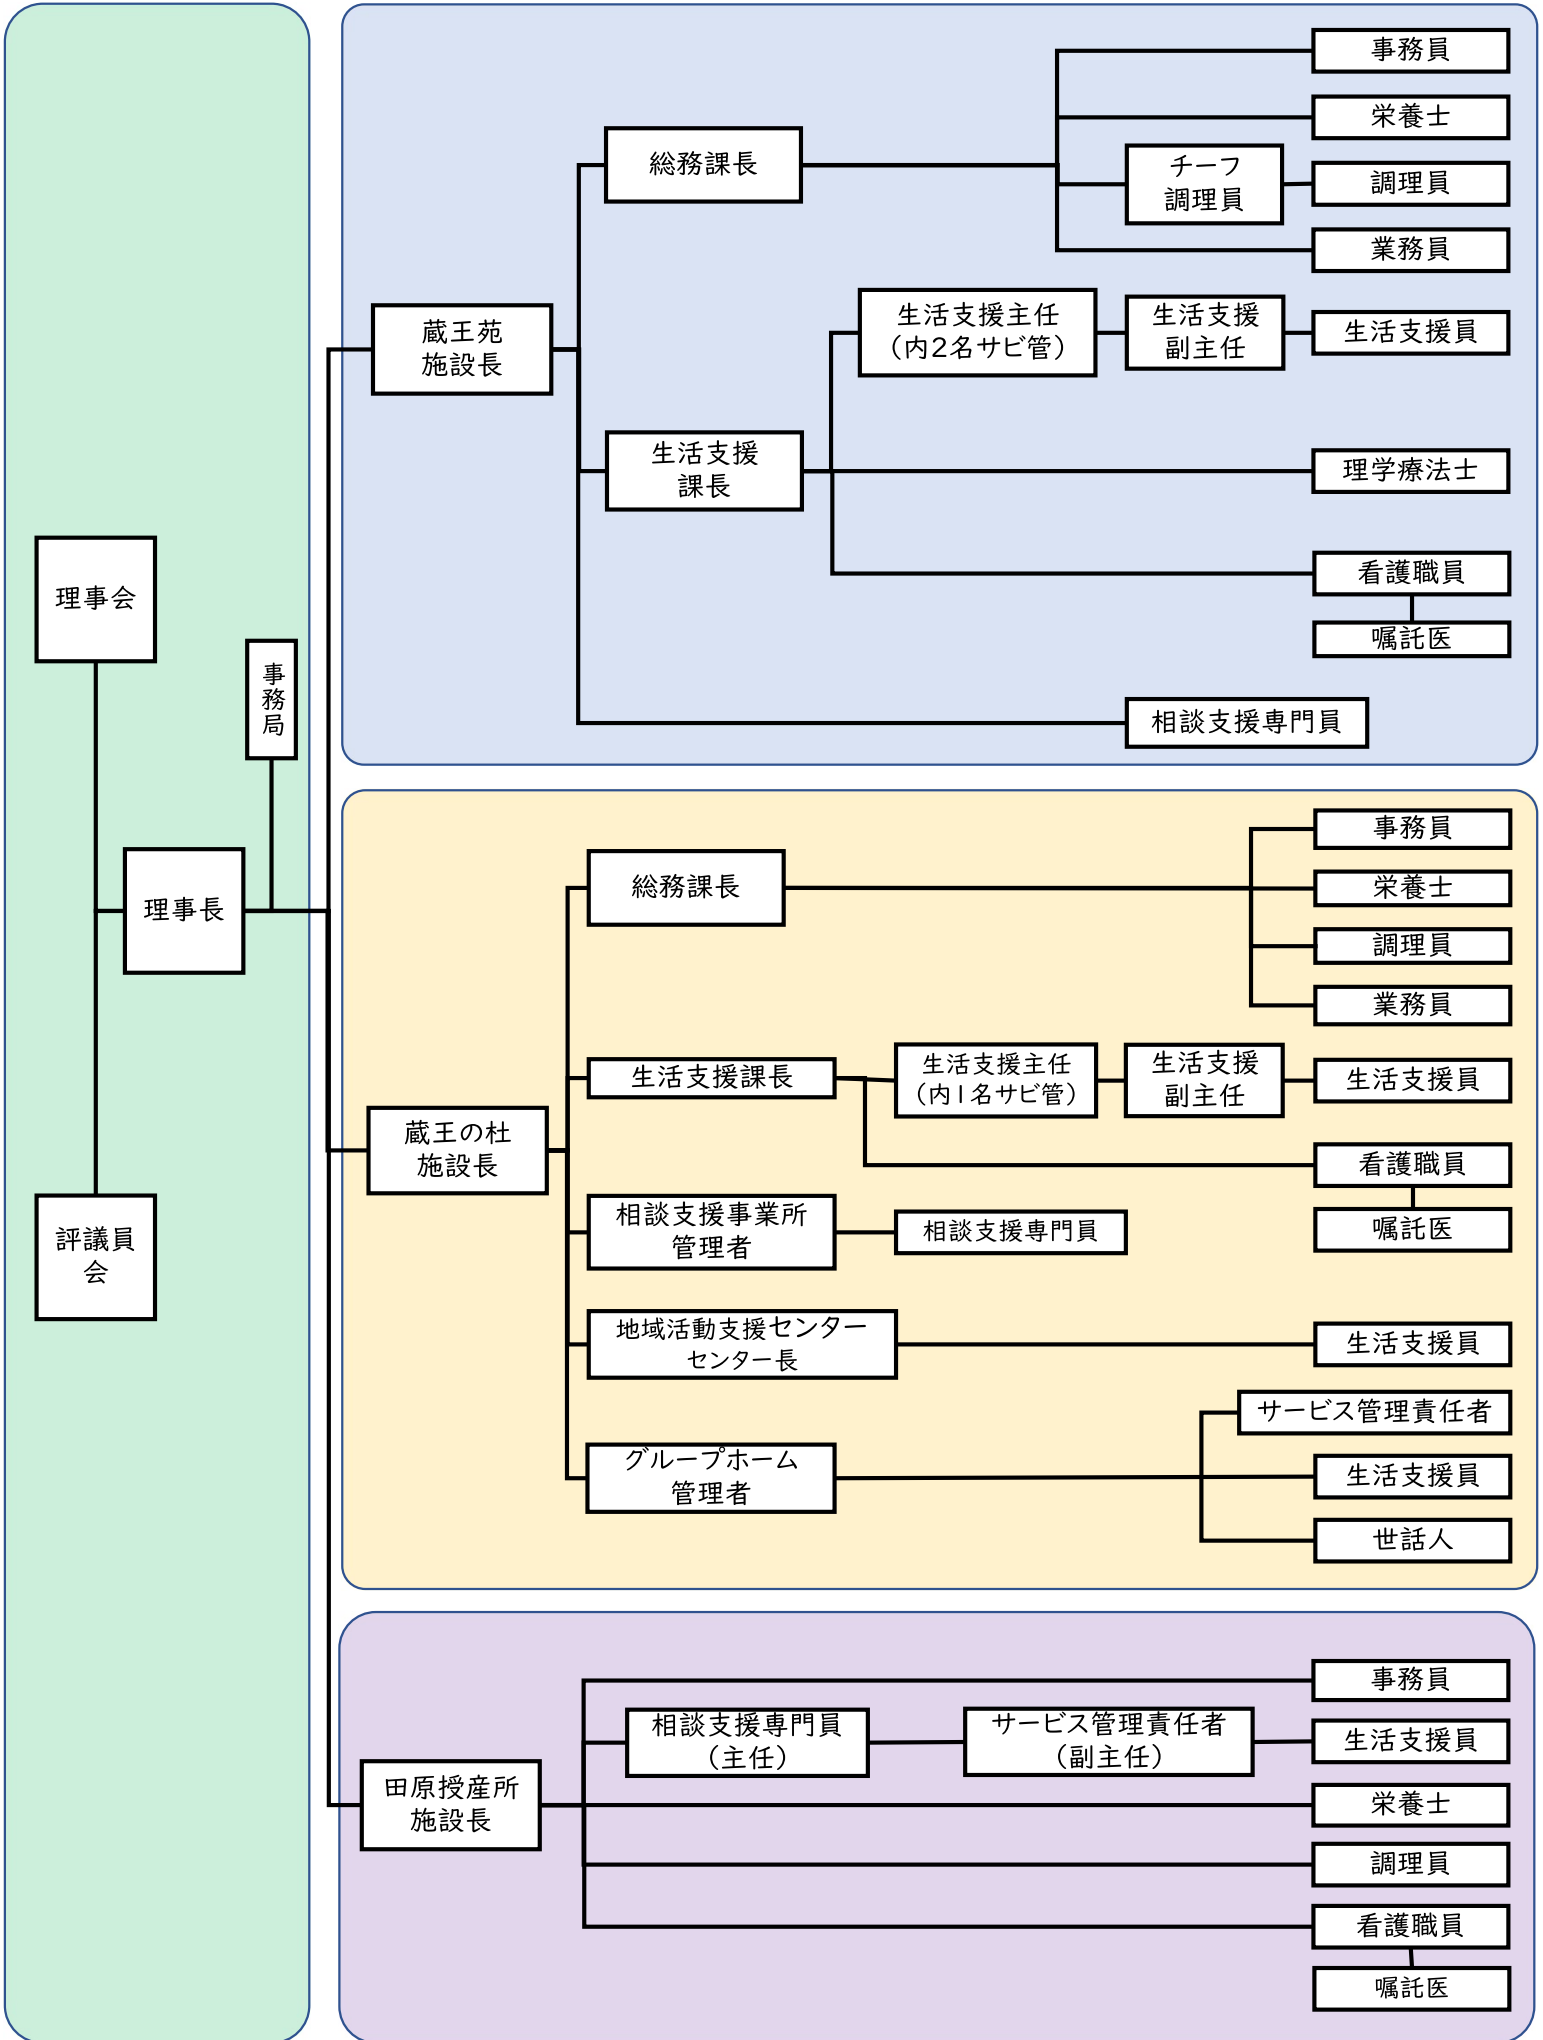 理事会
事
務
局
理事長
評議員
会
蔵王苑
施設長
総務課長
事務員
栄養士
チーフ
調理員
調理員
業務員
生活支援
課長
生活支援主任
（内2名サビ管）
生活支援
副主任
生活支援員
理学療法士
看護職員
嘱託医
相談支援専門員
蔵王の杜
施設長
総務課長
事務員
栄養士
調理員
業務員
生活支援課長
生活支援主任
（内1名サビ管）
生活支援
副主任
生活支援員
看護職員
嘱託医
相談支援事業所
管理者
相談支援専門員
地域活動支援センター
センター長
生活支援員
グループホーム
管理者
サービス管理責任者
生活支援員
世話人
田原授産所
施設長
事務員
相談支援専門員
（主任）
サービス管理責任者
（副主任）
生活支援員
栄養士
調理員
看護職員
嘱託医